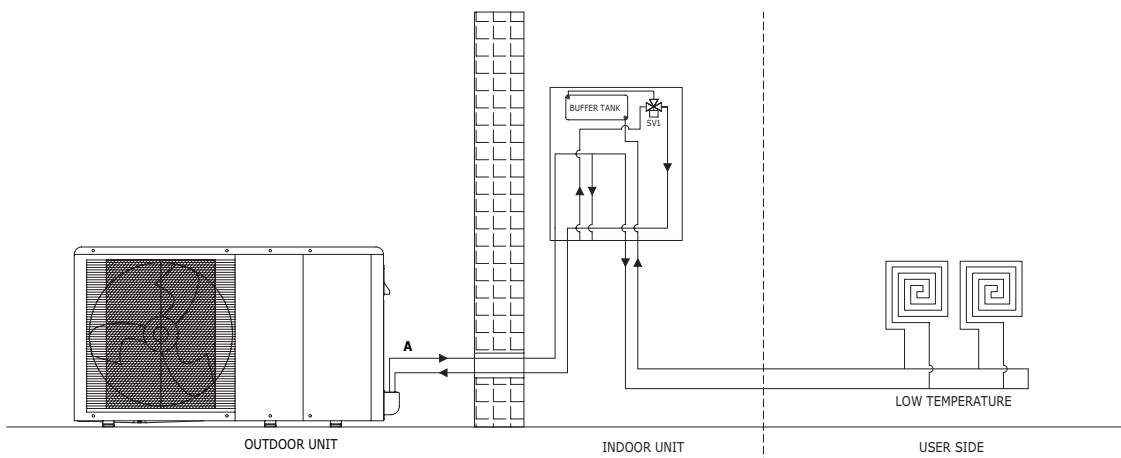 BUFFER TANK
SV1
A
LOW TEMPERATURE
OUTDOOR UNIT
INDOOR UNIT
USER SIDE